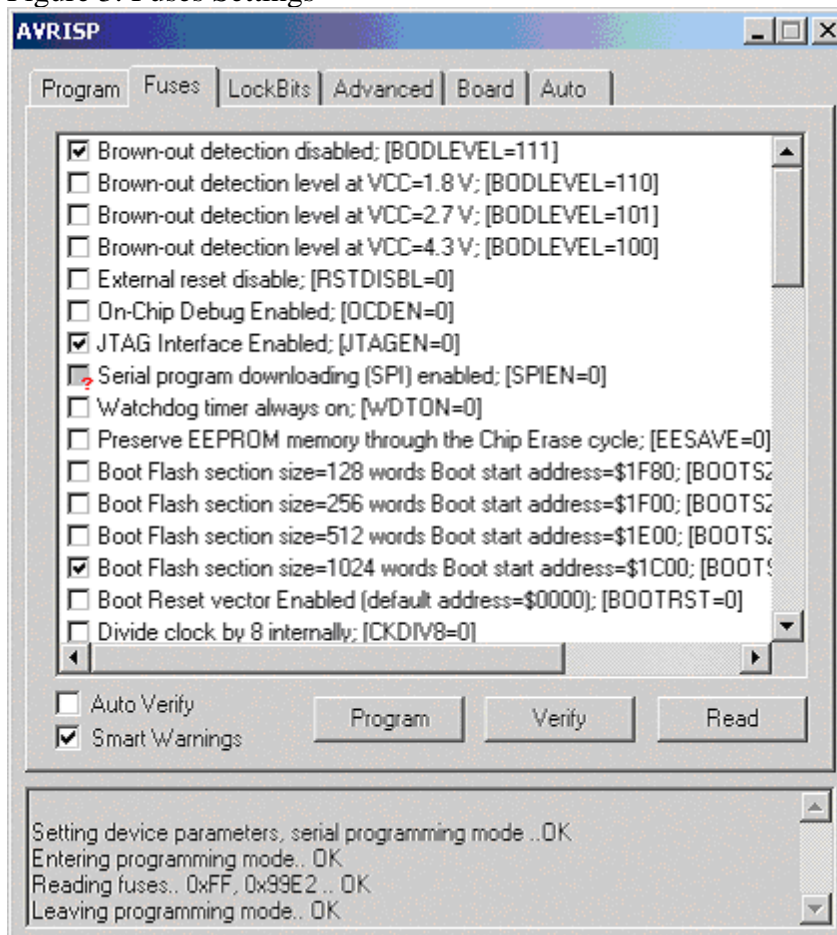 AVRISP
Program Fuses LockBits Advanced Board Auto
Brown-out detection disabled; [BODLEVEL=111]
Brown-out detection level at VCC=1.8 V; [BODLEVEL=110]
Brown-out detection level at VCC=2.7 V; [BODLEVEL=101]
Brown-out detection level at VCC=4.3 V; [BODLEVEL=100]
External reset disable; [RSTDISBL=0]
On-Chip Debug Enabled; [OCDEN=0]
JTAG Interface Enabled; [JTAGEN=0]
Serial program downloading (SPI) enabled; [SPIEN=0]
Watchdog timer always on; [WDTON=0]
Preserve EEPROM memory through the Chip Erase cycle; [EESAVE=0]
Boot Flash section size=128 words Boot start address=$1F80; [BOOTSZ
Boot Flash section size=256 words Boot start address=$1F00; [BOOTSZ
Boot Flash section size=512 words Boot start address=$1E00; [BOOTSZ
Boot Flash section size=1024 words Boot start address=$1C00; [BOOTS
Boot Reset vector Enabled (default address=$0000); [BOOTRST=0]
Divide clock by 8 internally; [CKDIV8=0]
Auto Verify
Smart Warnings
Program Verify Read
Setting device parameters, serial programming mode ..OK
Entering programming mode.. OK
Reading fuses.. 0xFF, 0x99E2 .. OK
Leaving programming mode.. OK